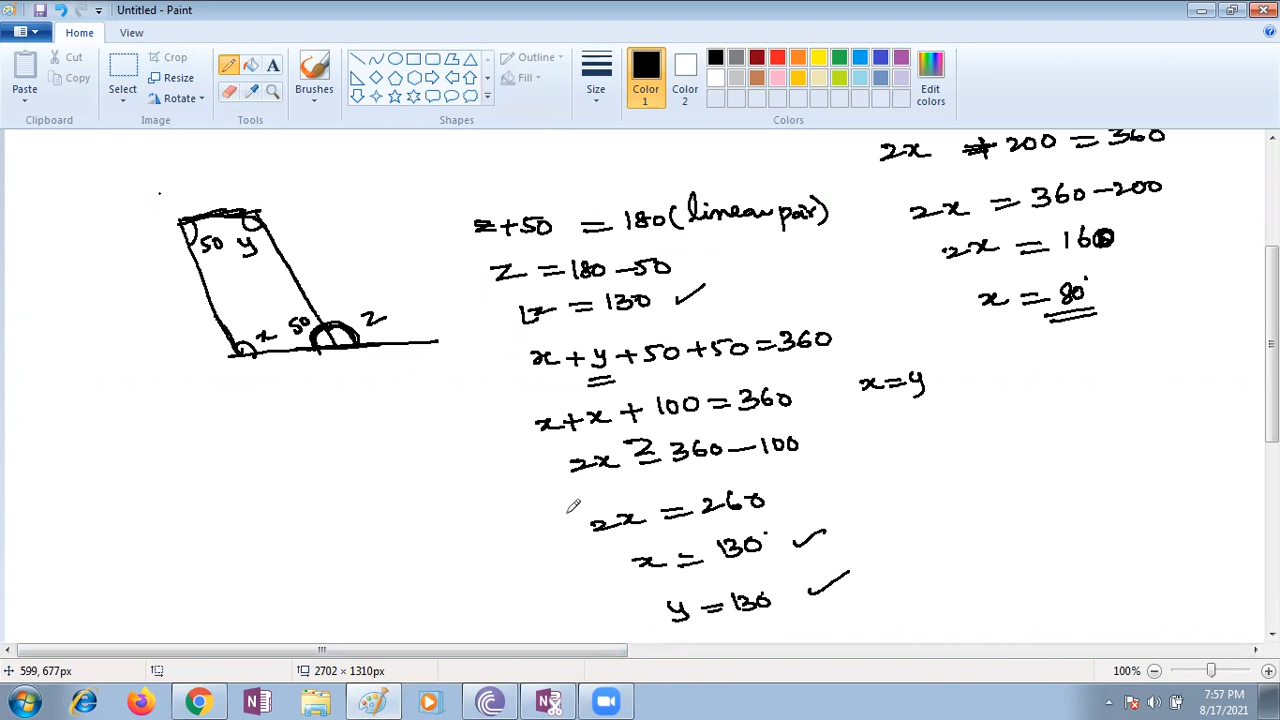 Untitled - Paint
Home View
Paste
Cut
Copy
Clipboard
Select
Crop
Resize
Rotate
Image
Tools
Brushes
Outline
Fill
Shapes
Size
Color 1
Color 2
Edit colors
Colors
50 y
x 50 z
z+50 = 180 (linear pair)
z = 180 - 50
z = 130 ✓
x + y + 50 + 50 = 360
x + x + 100 = 360
2x = 360 - 100
2x = 260
x = 130° ✓
y = 130 ✓
x = y
2x + 200 = 360
2x = 360 - 200
2x = 160
x = 80°
599, 677px
2702 × 1310px
100%
7:57 PM
8/17/2021